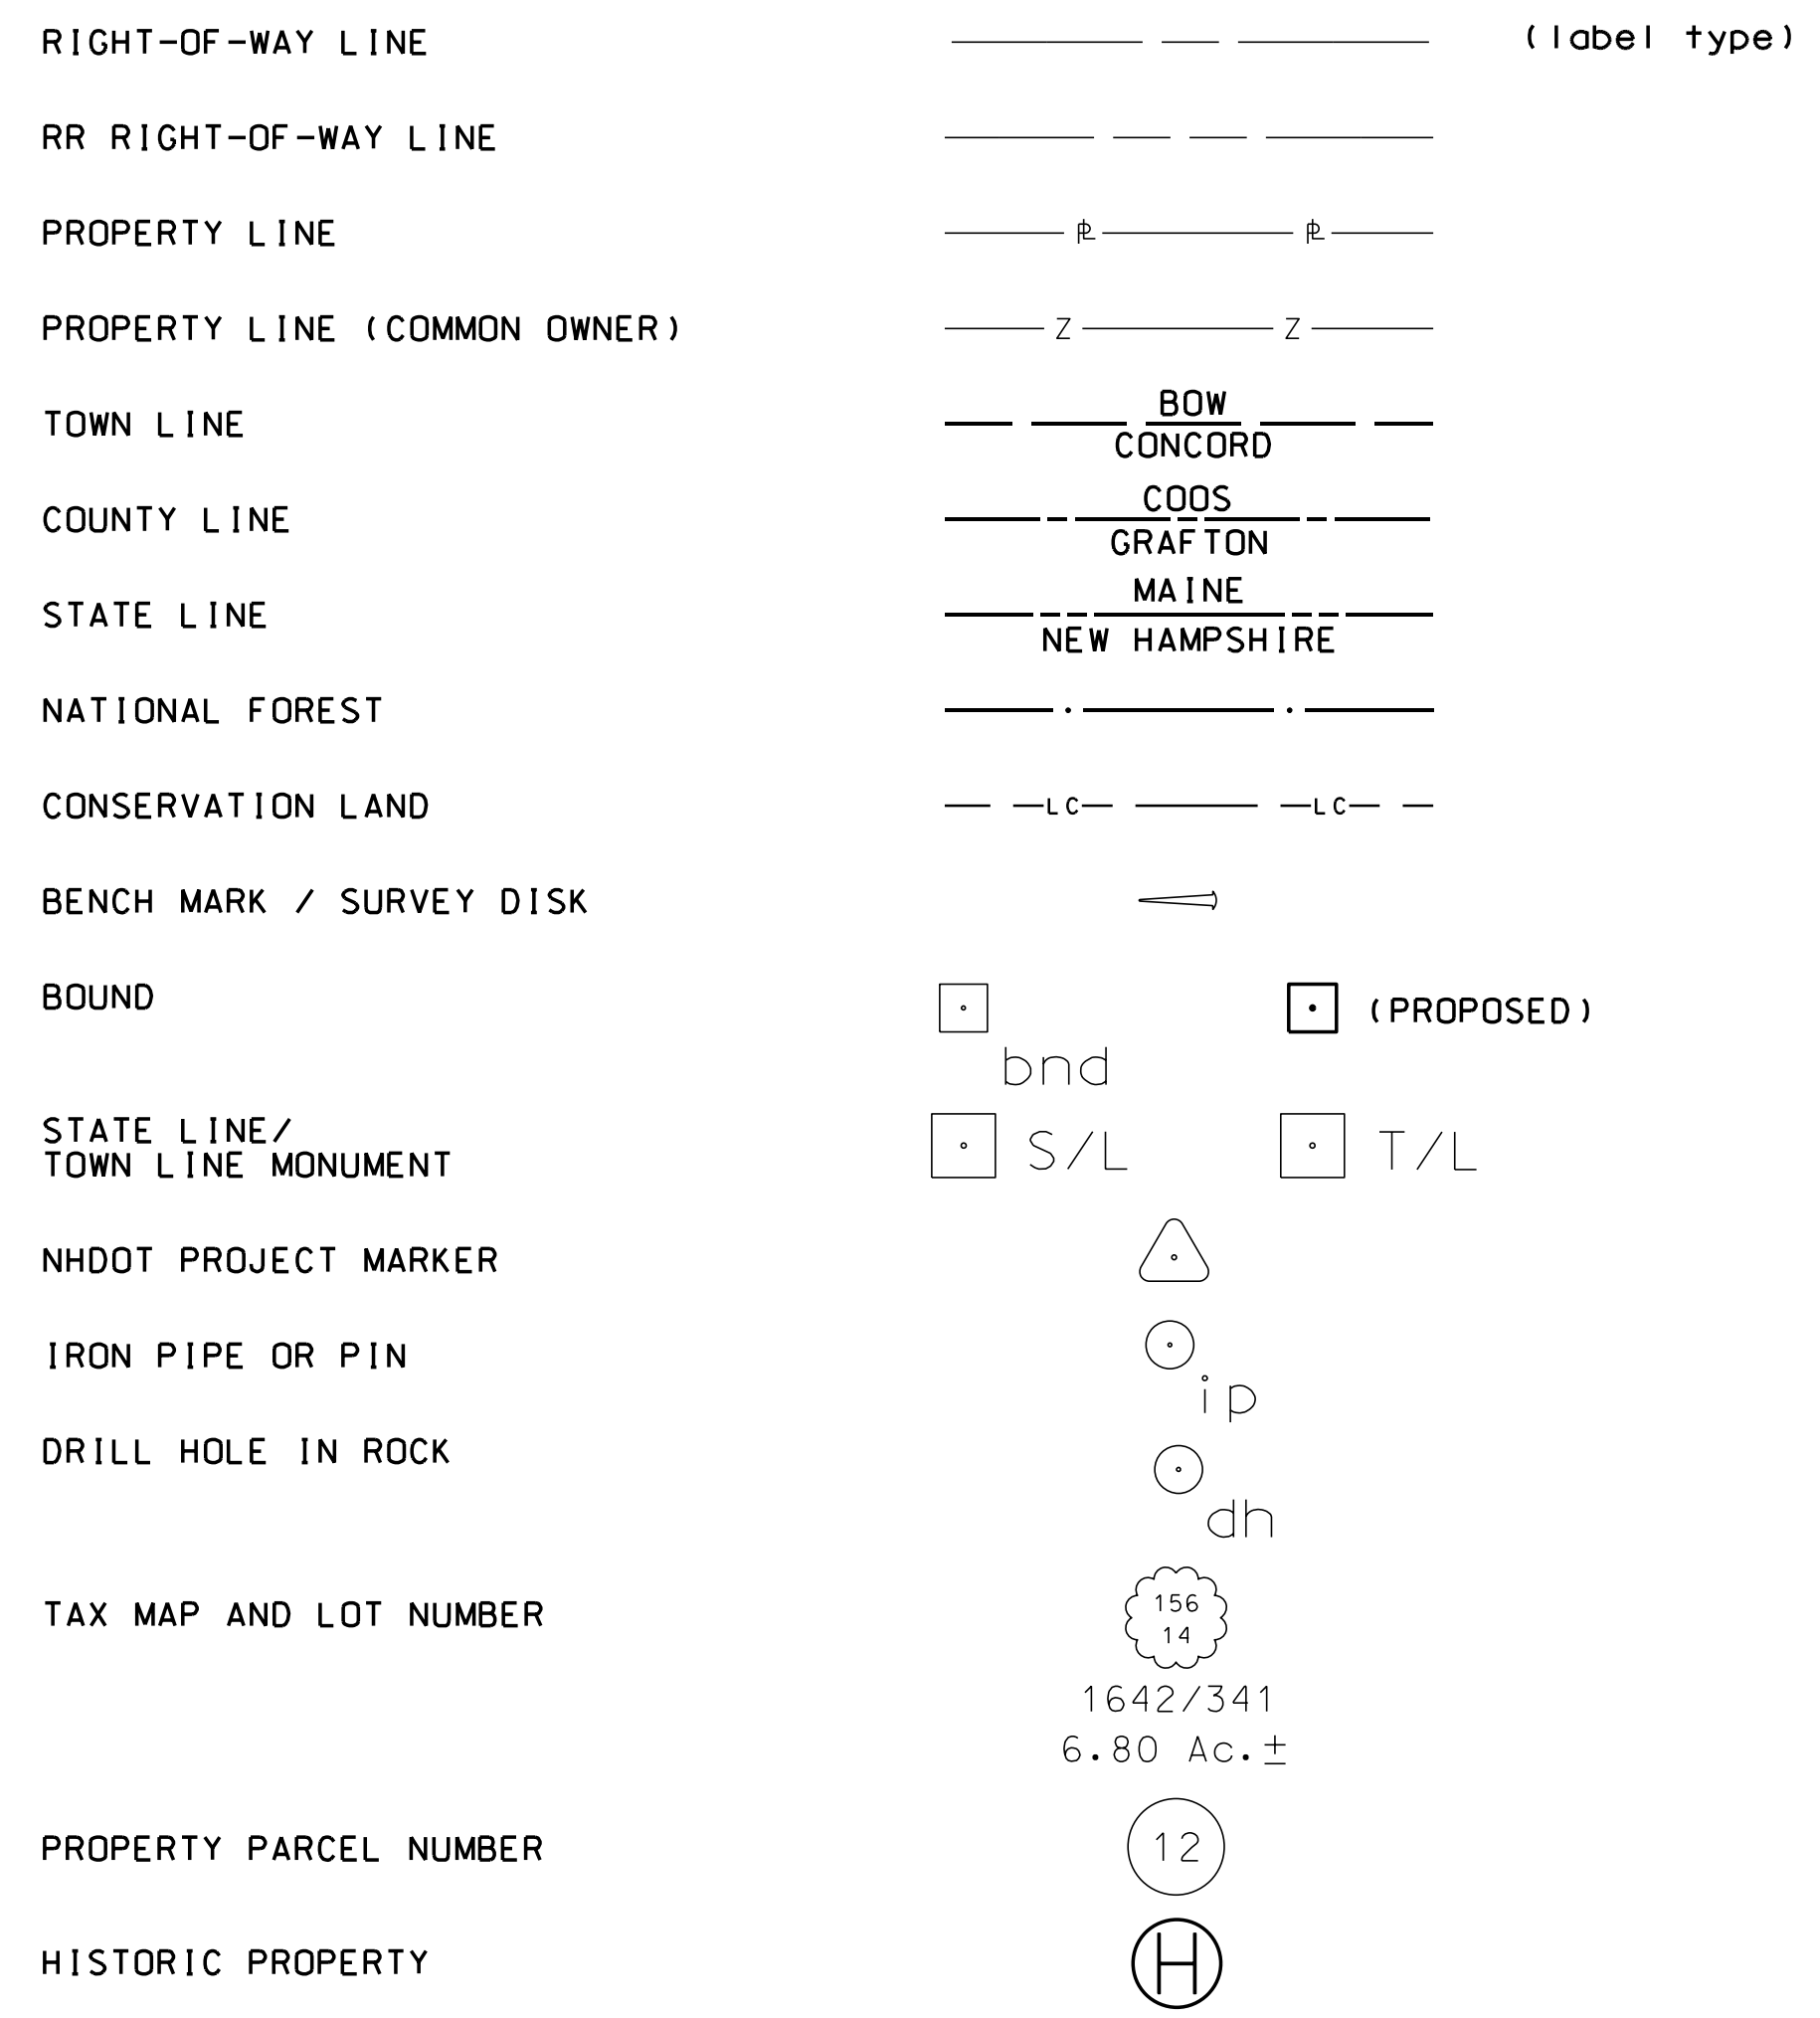 RIGHT-OF-WAY LINE (label type)
RR RIGHT-OF-WAY LINE
PROPERTY LINE PL PL
PROPERTY LINE (COMMON OWNER) Z Z
TOWN LINE BOW
CONCORD
COUNTY LINE COOS
GRAFTON
STATE LINE MAINE
NEW HAMPSHIRE
NATIONAL FOREST
CONSERVATION LAND LC LC
BENCH MARK / SURVEY DISK
BOUND (PROPOSED)
bnd
STATE LINE/
TOWN LINE MONUMENT S/L T/L
NHDOT PROJECT MARKER
IRON PIPE OR PIN
ip
DRILL HOLE IN ROCK
dh
TAX MAP AND LOT NUMBER 156
14
1642/341
6.80 Ac.±
PROPERTY PARCEL NUMBER 12
HISTORIC PROPERTY H